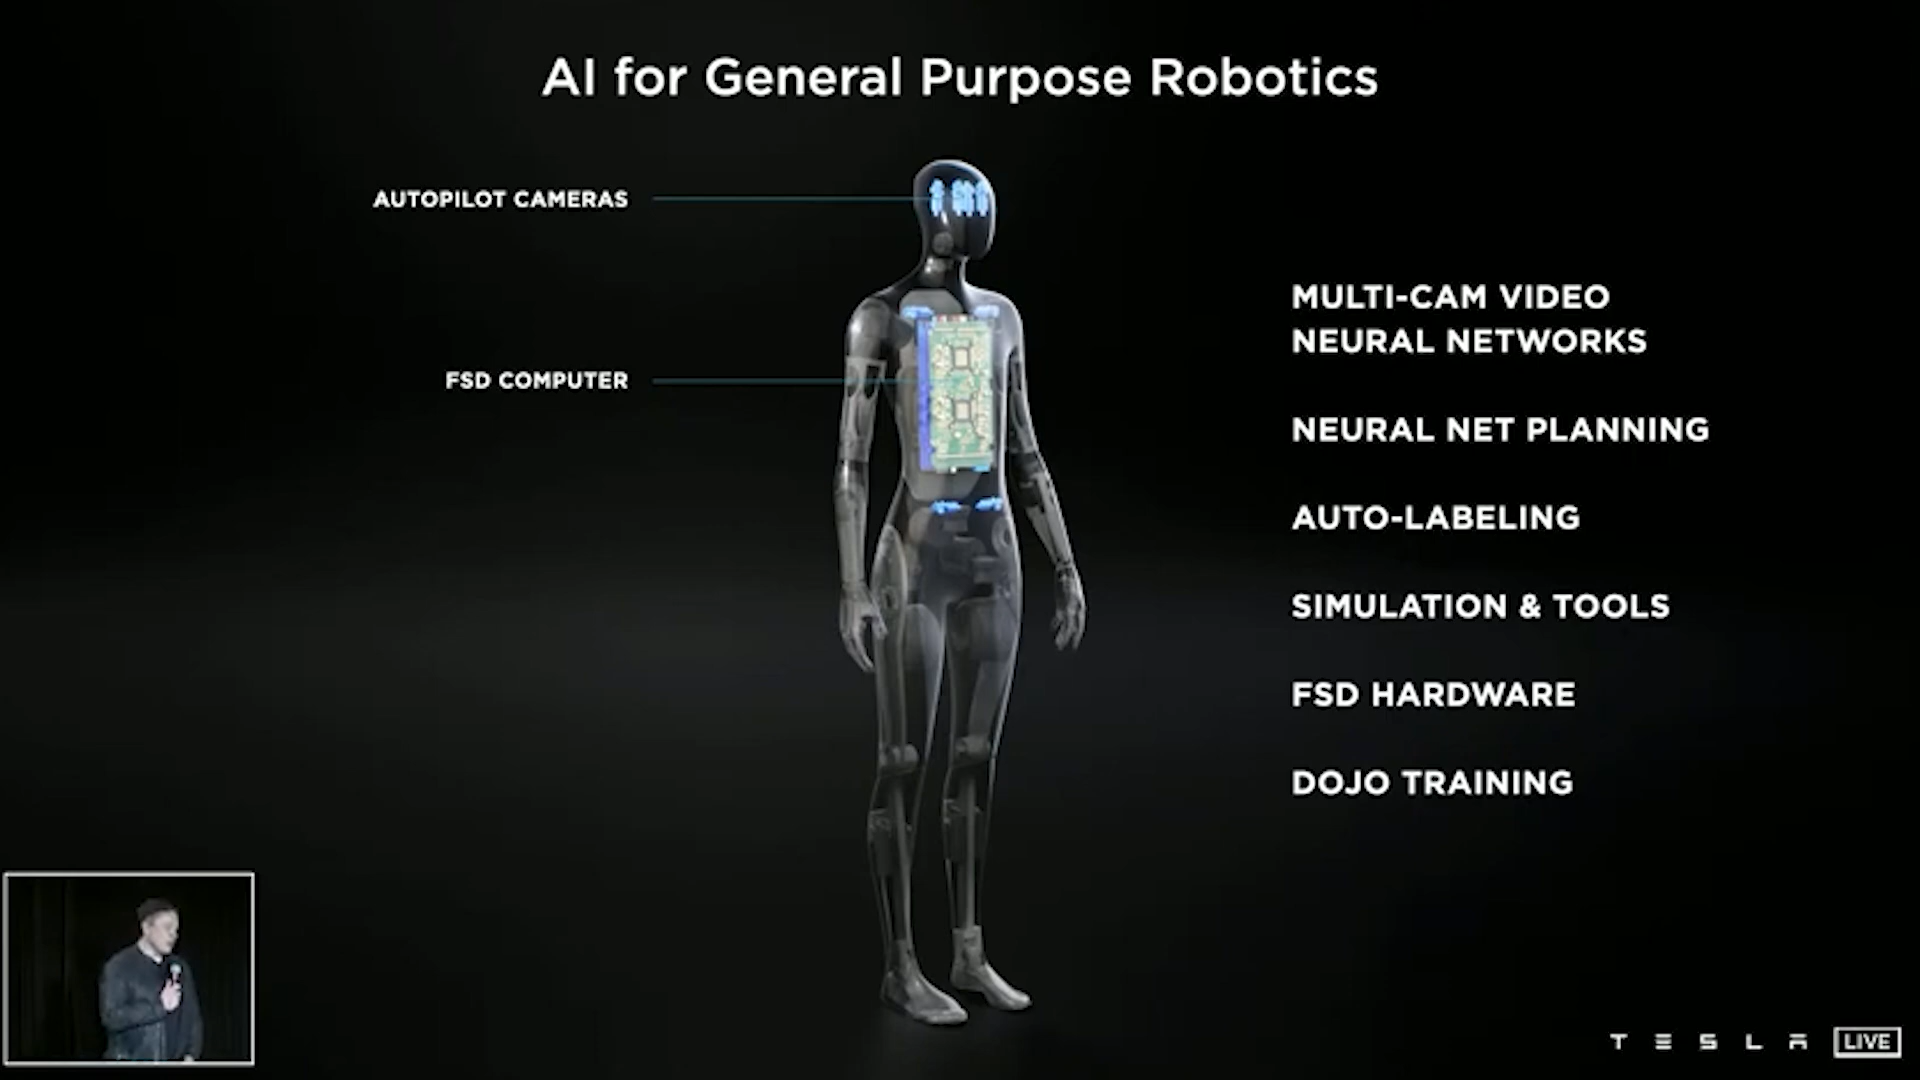 AI for General Purpose Robotics
AUTOPILOT CAMERAS
FSD COMPUTER
MULTI-CAM VIDEO
NEURAL NETWORKS
NEURAL NET PLANNING
AUTO-LABELING
SIMULATION & TOOLS
FSD HARDWARE
DOJO TRAINING
TESLA LIVE